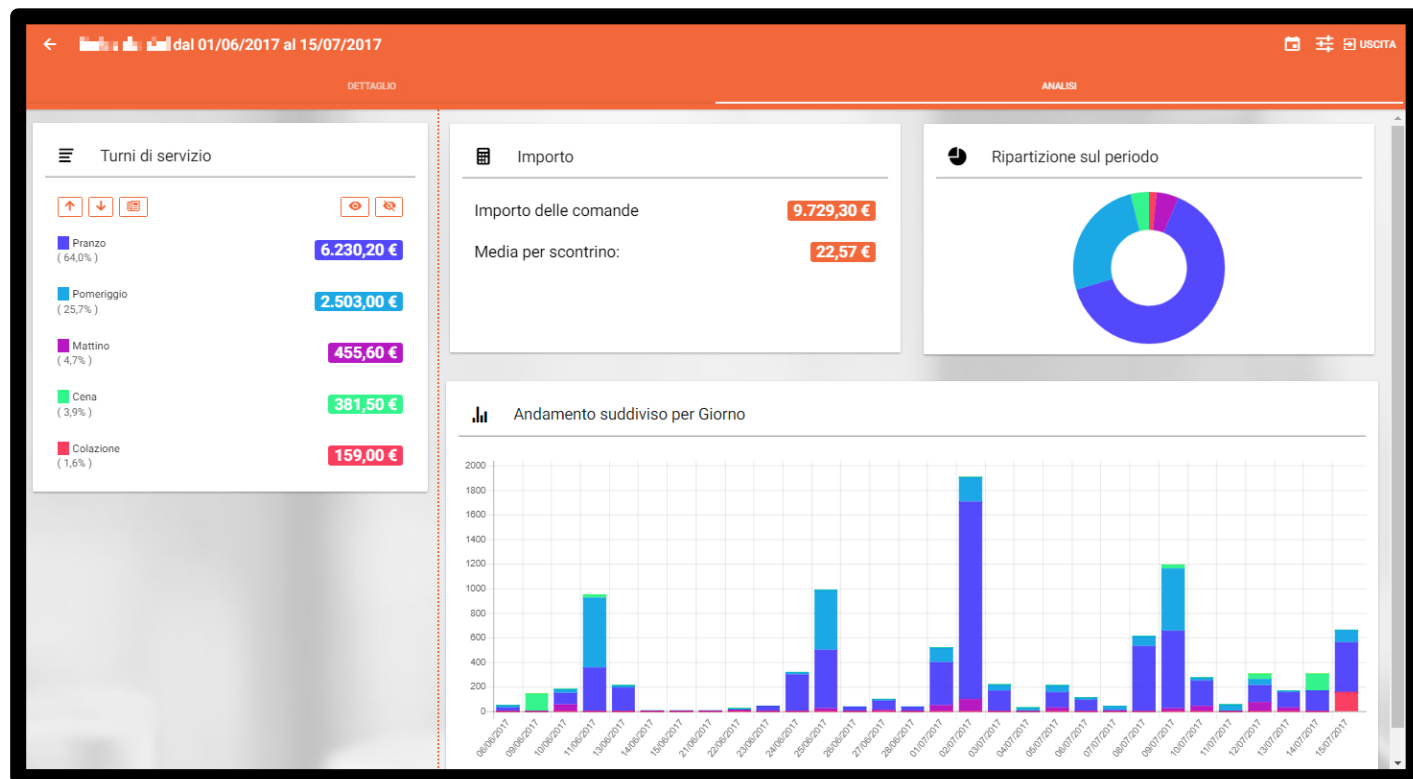 dal 01/06/2017 al 15/07/2017
USCITA
DETTAGLIO
ANALISI
Turni di servizio
Pranzo
6.230,20 €
( 64,0% )
Pomeriggio
2.503,00 €
( 25,7% )
Mattino
455,60 €
( 4,7% )
Cena
381,50 €
( 3,9% )
Colazione
159,00 €
( 1,6% )
Importo
Importo delle comande 9.729,30 €
Media per scontrino: 22,57 €
Ripartizione sul periodo
Andamento suddiviso per Giorno
2000
1800
1600
1400
1200
1000
800
600
400
200
0
08/06/2017
09/06/2017
10/06/2017
11/06/2017
13/06/2017
14/06/2017
15/06/2017
21/06/2017
22/06/2017
23/06/2017
24/06/2017
25/06/2017
26/06/2017
27/06/2017
28/06/2017
01/07/2017
02/07/2017
03/07/2017
04/07/2017
05/07/2017
06/07/2017
07/07/2017
08/07/2017
09/07/2017
10/07/2017
11/07/2017
12/07/2017
13/07/2017
14/07/2017
15/07/2017